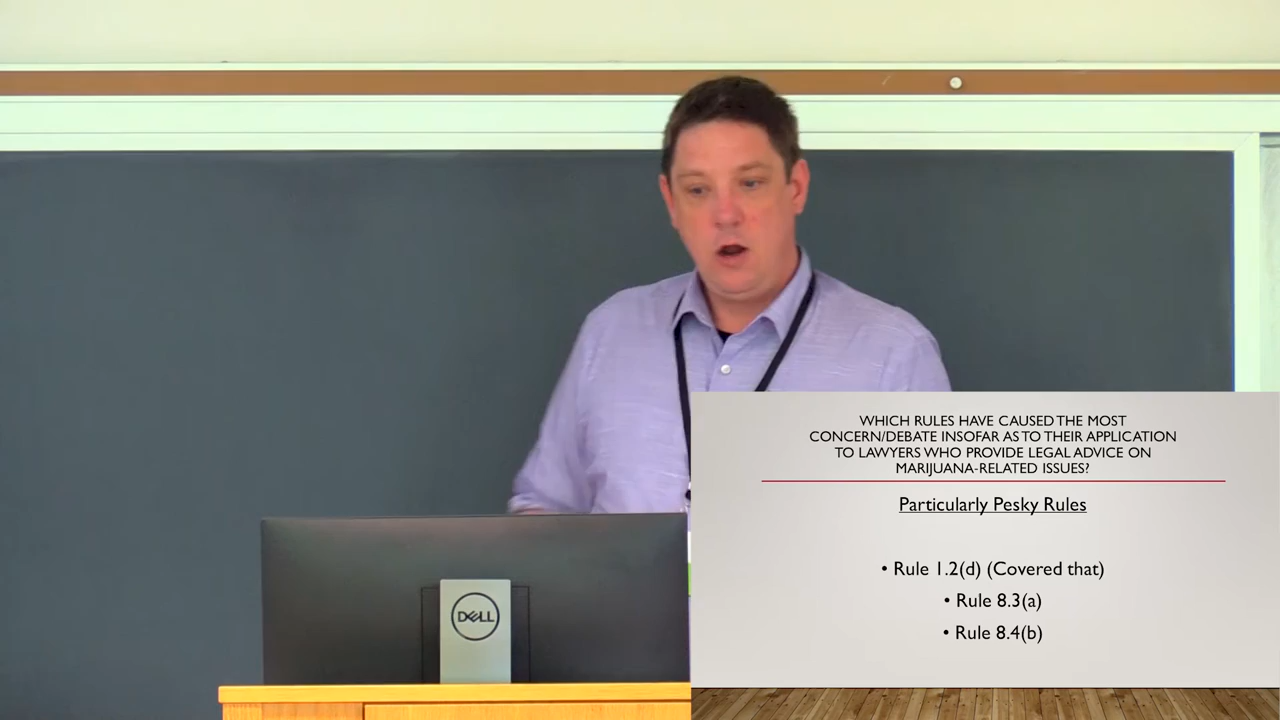 WHICH RULES HAVE CAUSED THE MOST
CONCERN/DEBATE INSOFAR AS TO THEIR APPLICATION
TO LAWYERS WHO PROVIDE LEGAL ADVICE ON
MARIJUANA-RELATED ISSUES?
Particularly Pesky Rules
• Rule 1.2(d) (Covered that)
• Rule 8.3(a)
• Rule 8.4(b)
DELL